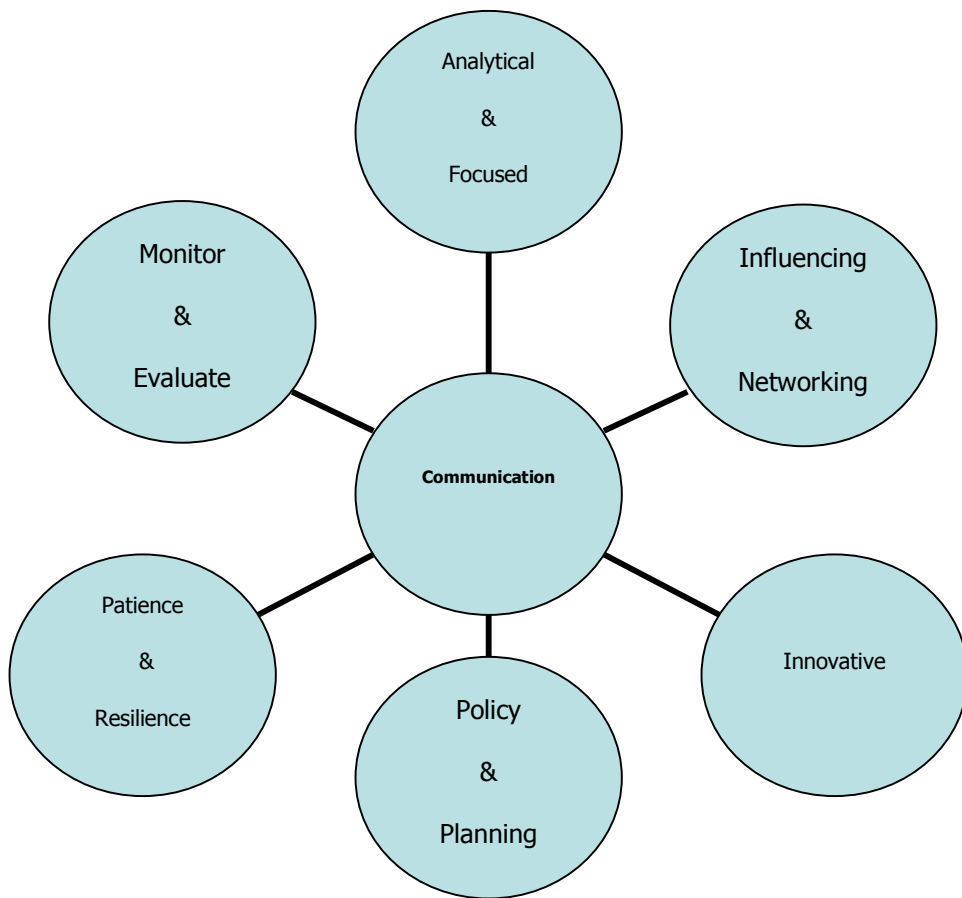 Analytical
&
Focused
Influencing
&
Networking
Innovative
Policy
&
Planning
Patience
&
Resilience
Monitor
&
Evaluate
Communication